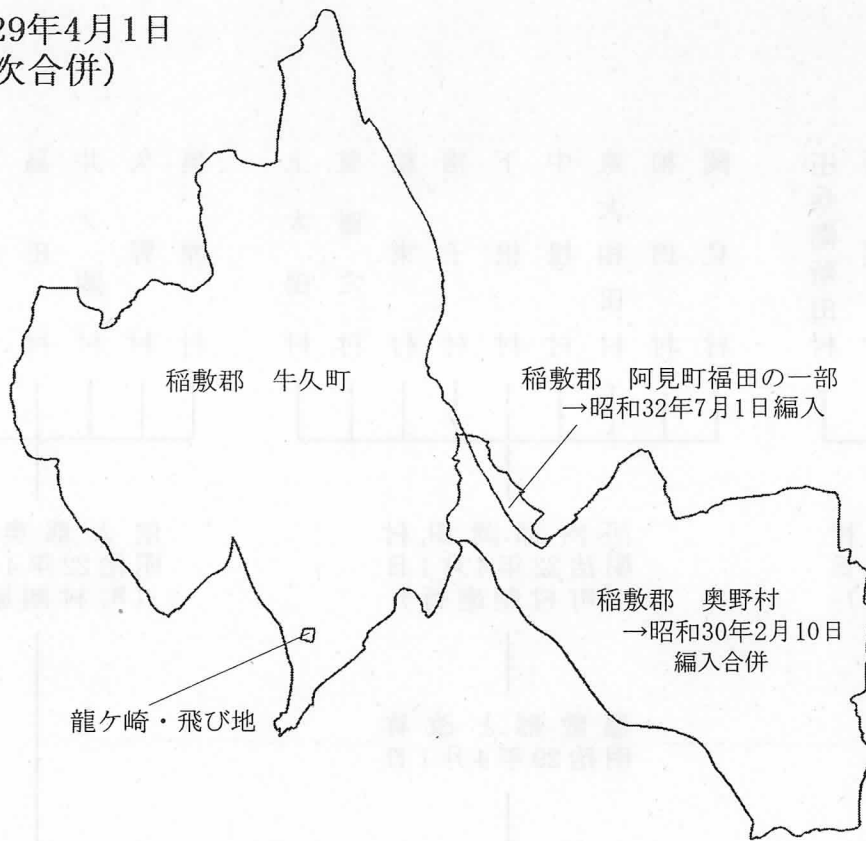 29年4月1日
次合併)
稲敷郡　牛久町
稲敷郡　阿見町福田の一部
→昭和32年7月1日編入
稲敷郡　奥野村
→昭和30年2月10日
編入合併
龍ケ崎・飛び地